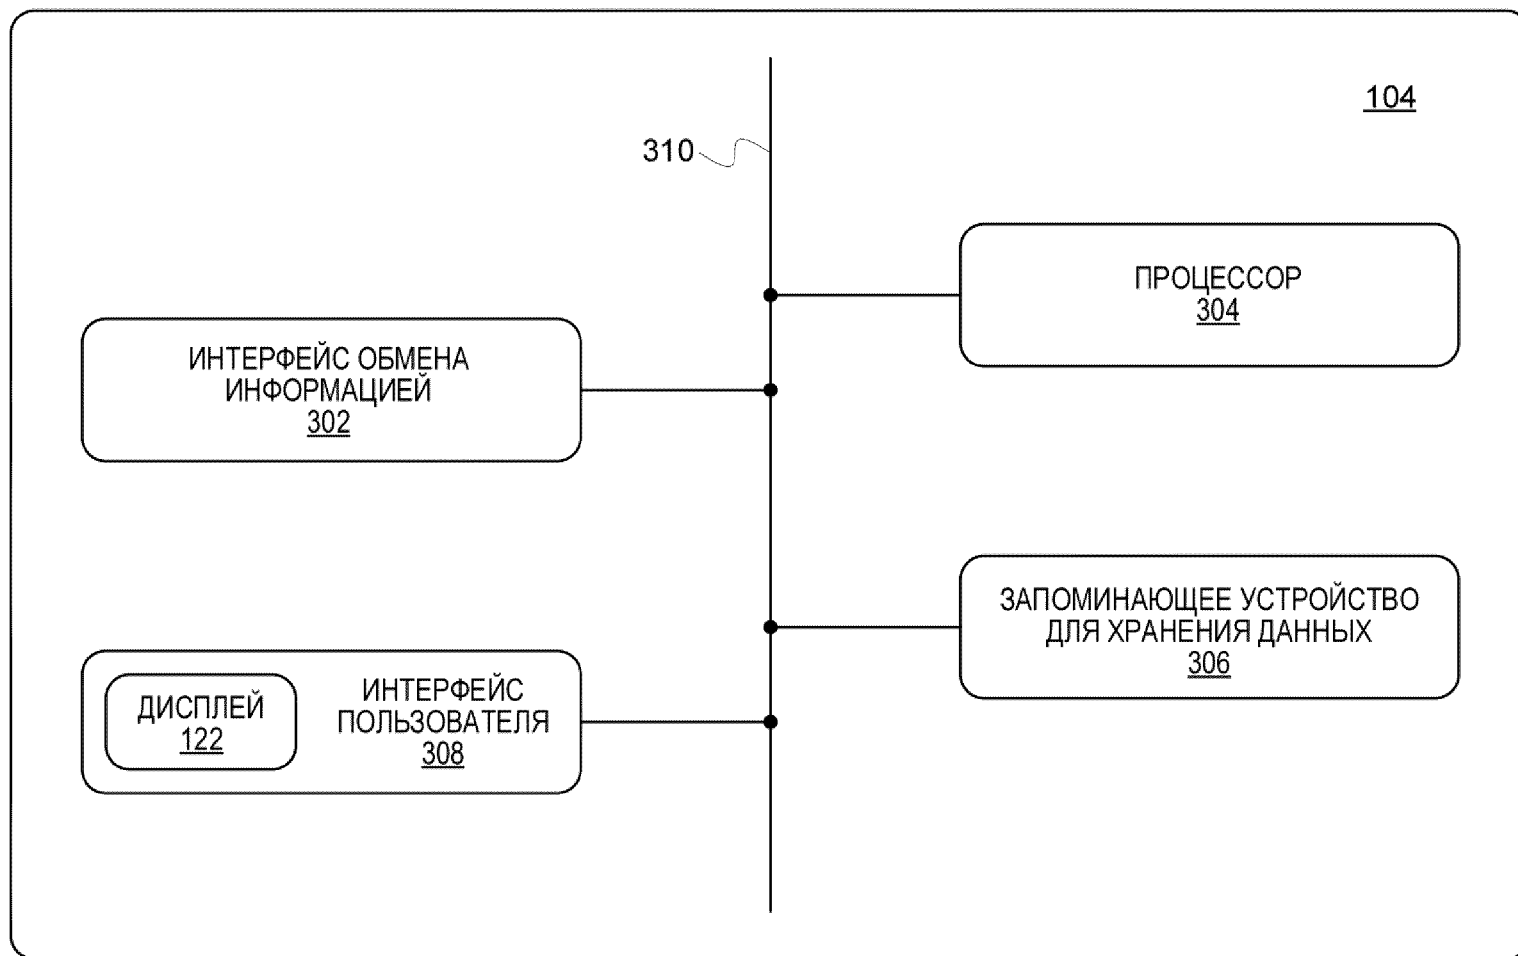 104
310
ПРОЦЕССОР
304
ИНТЕРФЕЙС ОБМЕНА
ИНФОРМАЦИЕЙ
302
ЗАПОМИНАЮЩЕЕ УСТРОЙСТВО
ДЛЯ ХРАНЕНИЯ ДАННЫХ
306
ДИСПЛЕЙ
122
ИНТЕРФЕЙС
ПОЛЬЗОВАТЕЛЯ
308